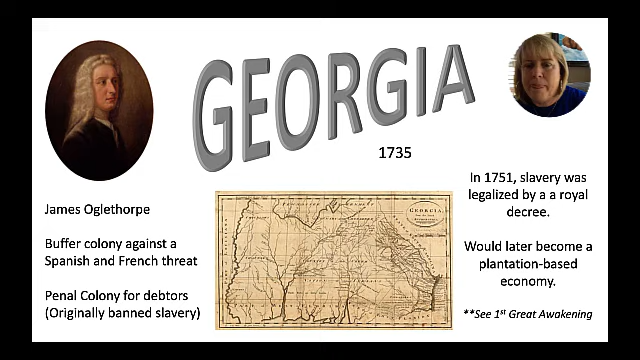 GEORGIA
1735
James Oglethorpe
Buffer colony against a
Spanish and French threat
Penal Colony for debtors
(Originally banned slavery)
GEORGIA,
In 1751, slavery was
legalized by a a royal
decree.
Would later become a
plantation-based
economy.
**See 1st Great Awakening